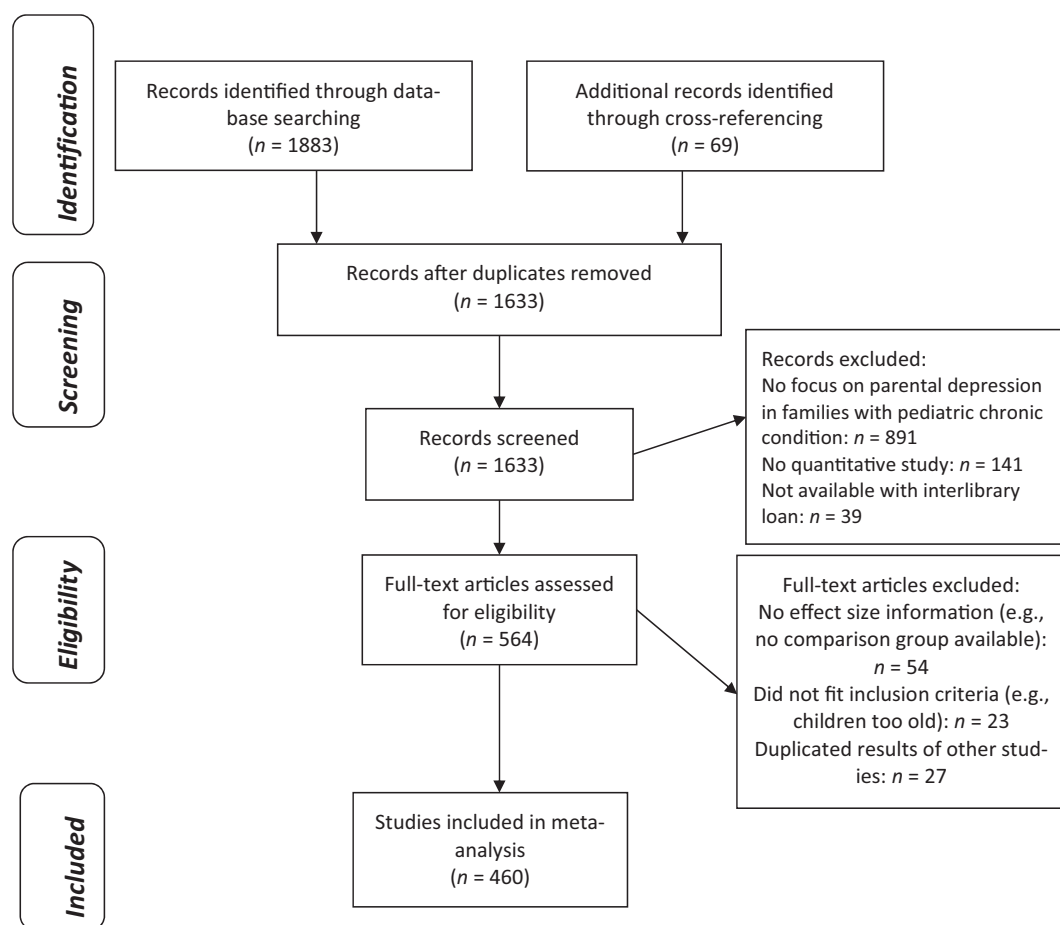 Identification
Records identified through data-
base searching
(n = 1883)
Additional records identified
through cross-referencing
(n = 69)
Screening
Records after duplicates removed
(n = 1633)
Records screened
(n = 1633)
Records excluded:
No focus on parental depression
in families with pediatric chronic
condition: n = 891
No quantitative study: n = 141
Not available with interlibrary
loan: n = 39
Eligibility
Full-text articles assessed
for eligibility
(n = 564)
Full-text articles excluded:
No effect size information (e.g.,
no comparison group available):
n = 54
Did not fit inclusion criteria (e.g.,
children too old): n = 23
Duplicated results of other stud-
ies: n = 27
Included
Studies included in meta-
analysis
(n = 460)